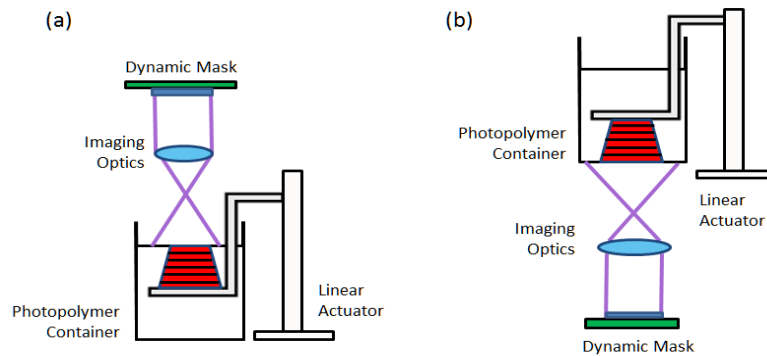 (a)
Dynamic Mask
Imaging
Optics
Photopolymer
Container
Linear
Actuator
(b)
Photopolymer
Container
Linear
Actuator
Imaging
Optics
Dynamic Mask